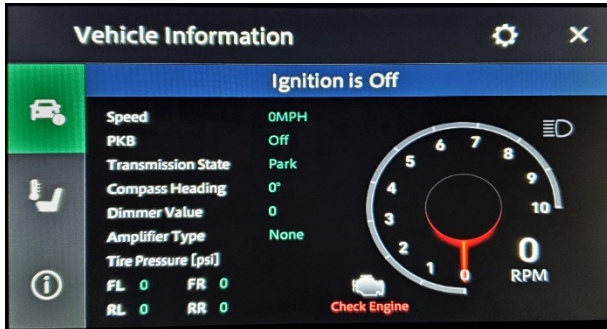 Vehicle Information
Ignition is Off
Speed 0MPH
PKB Off
Transmission State Park
Compass Heading 0°
Dimmer Value 0
Amplifier Type None
Tire Pressure [psi]
FL 0 FR 0
RL 0 RR 0
0 1 2 3 4 5 6 7 8 9 10
0
RPM
Check Engine